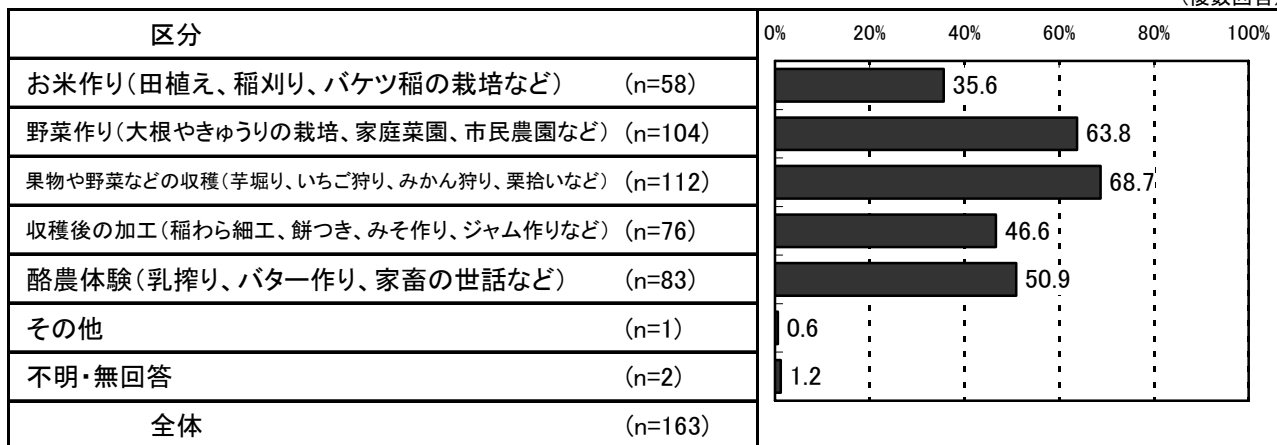 区分 0% 20% 40% 60% 80% 100%
お米作り(田植え、稲刈り、バケツ稲の栽培など) (n=58) 35.6
野菜作り(大根やきゅうりの栽培、家庭菜園、市民農園など) (n=104) 63.8
果物や野菜などの収穫(芋堀り、いちご狩り、みかん狩り、栗拾いなど) (n=112) 68.7
収穫後の加工(稲わら細工、餅つき、みそ作り、ジャム作りなど) (n=76) 46.6
酪農体験(乳搾り、バター作り、家畜の世話など) (n=83) 50.9
その他 (n=1) 0.6
不明・無回答 (n=2) 1.2
全体 (n=163)